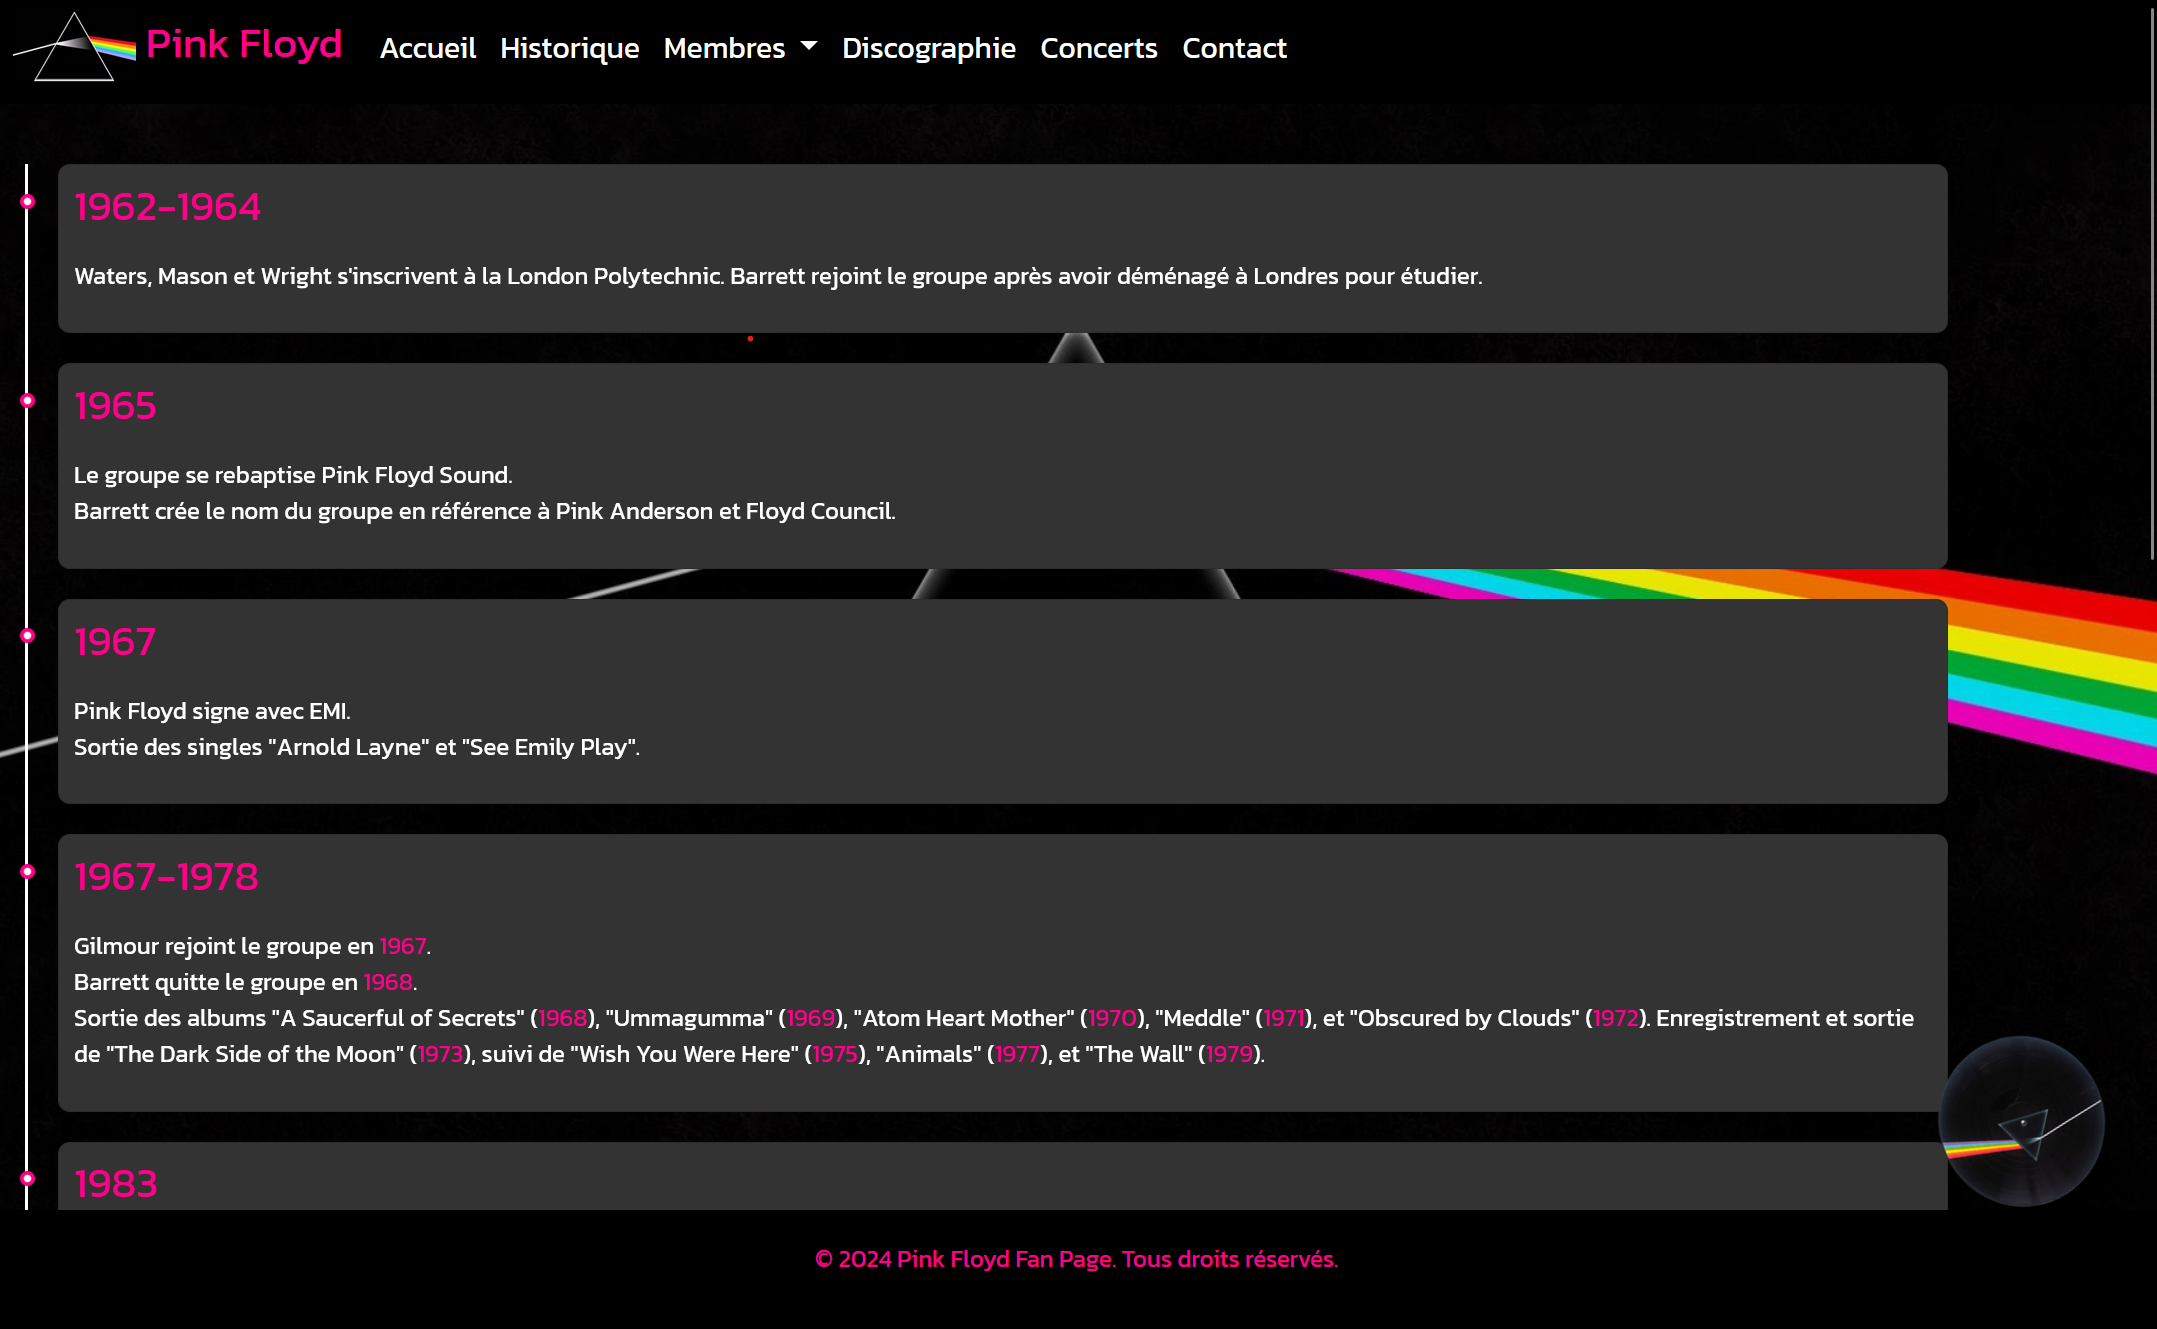 Pink Floyd Accueil Historique Membres Discographie Concerts Contact
1962-1964
Waters, Mason et Wright s'inscrivent à la London Polytechnic. Barrett rejoint le groupe après avoir déménagé à Londres pour étudier.
1965
Le groupe se rebaptise Pink Floyd Sound.
Barrett crée le nom du groupe en référence à Pink Anderson et Floyd Council.
1967
Pink Floyd signe avec EMI.
Sortie des singles "Arnold Layne" et "See Emily Play".
1967-1978
Gilmour rejoint le groupe en 1967.
Barrett quitte le groupe en 1968.
Sortie des albums "A Saucerful of Secrets" (1968), "Ummagumma" (1969), "Atom Heart Mother" (1970), "Meddle" (1971), et "Obscured by Clouds" (1972). Enregistrement et sortie
de "The Dark Side of the Moon" (1973), suivi de "Wish You Were Here" (1975), "Animals" (1977), et "The Wall" (1979).
1983
© 2024 Pink Floyd Fan Page. Tous droits réservés.